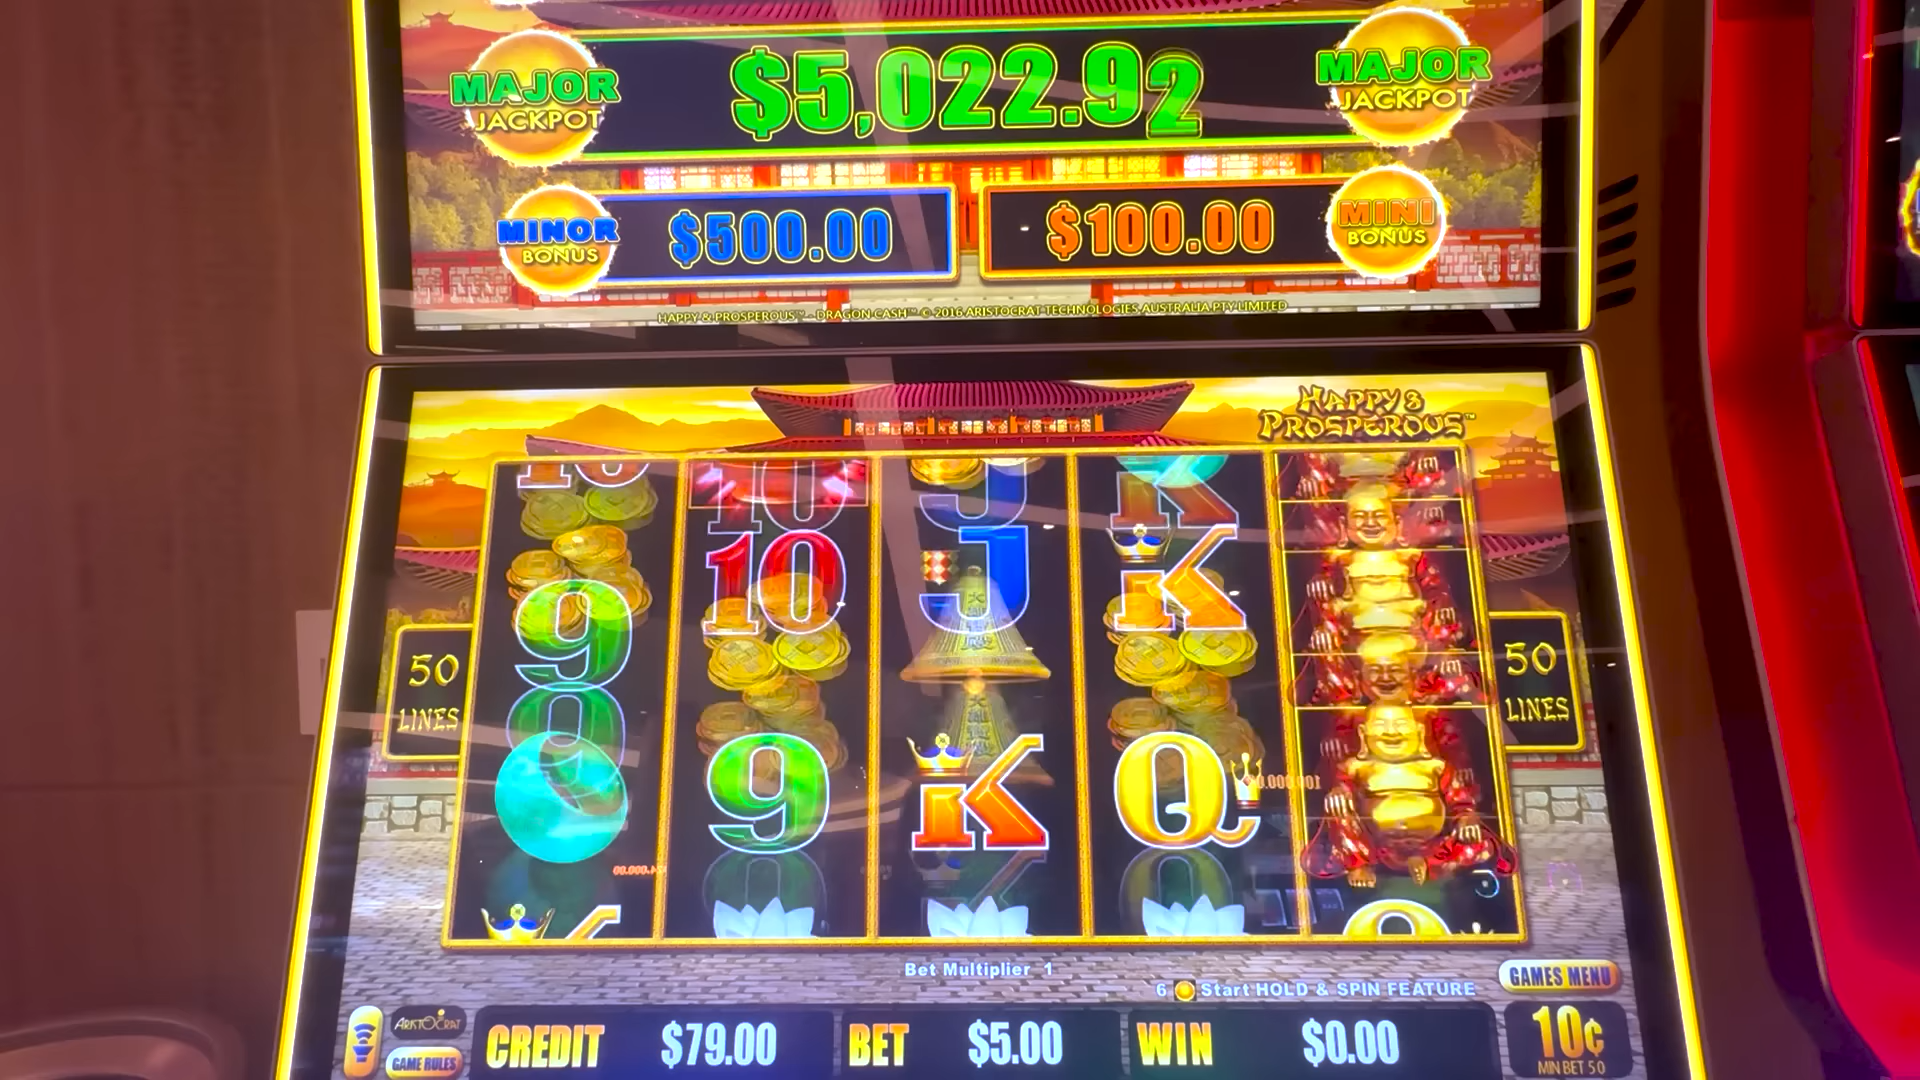 MAJOR
JACKPOT
$5,022.92
MAJOR
JACKPOT
MINOR
BONUS
$500.00
$100.00
MINI
BONUS
HAPPY & PROSPEROUS™ - DRAGON CASH™ © 2016 ARISTOCRAT TECHNOLOGIES AUSTRALIA PTY LIMITED
HAPPY & PROSPEROUS™
10 10 J K
9 10 J K
9 K Q
50
LINES
50
LINES
Bet Multiplier 1
6 Start HOLD & SPIN FEATURE
GAMES MENU
ARISTOCRAT
GAME RULES
CREDIT $79.00
BET $5.00
WIN $0.00
10¢
MIN BET 50